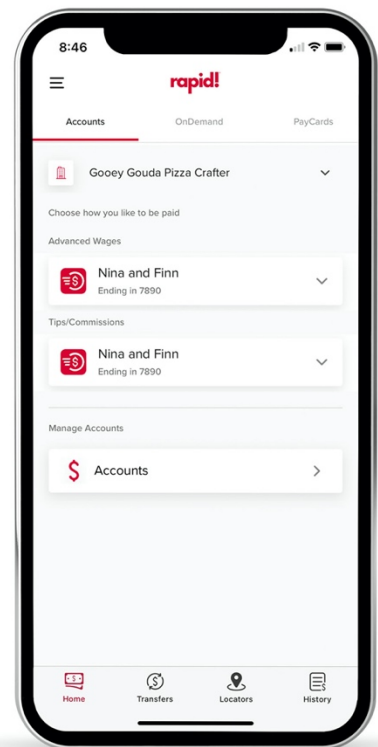 8:46
rapid!
Accounts OnDemand PayCards
Gooey Gouda Pizza Crafter
Choose how you like to be paid
Advanced Wages
Nina and Finn
Ending in 7890
Tips/Commissions
Nina and Finn
Ending in 7890
Manage Accounts
$ Accounts
Home Transfers Locators History